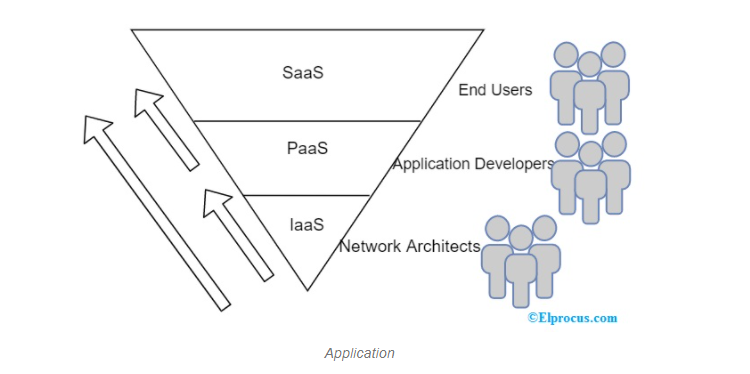 SaaS
End Users
PaaS
Application Developers
IaaS
Network Architects
©Elprocus.com
Application